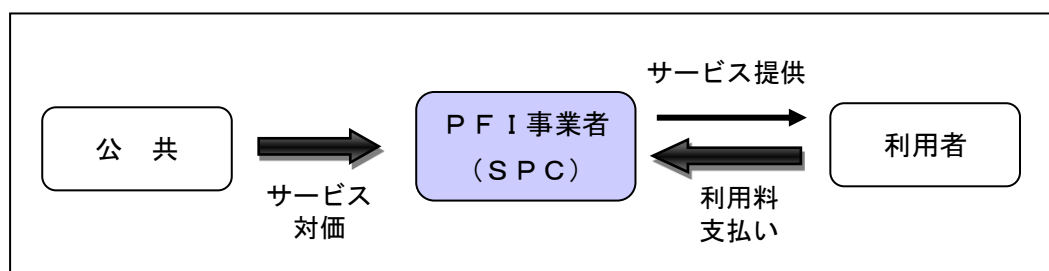 公　共
サービス
対価
ＰＦＩ事業者
（ＳＰＣ）
サービス提供
利用料
支払い
利用者